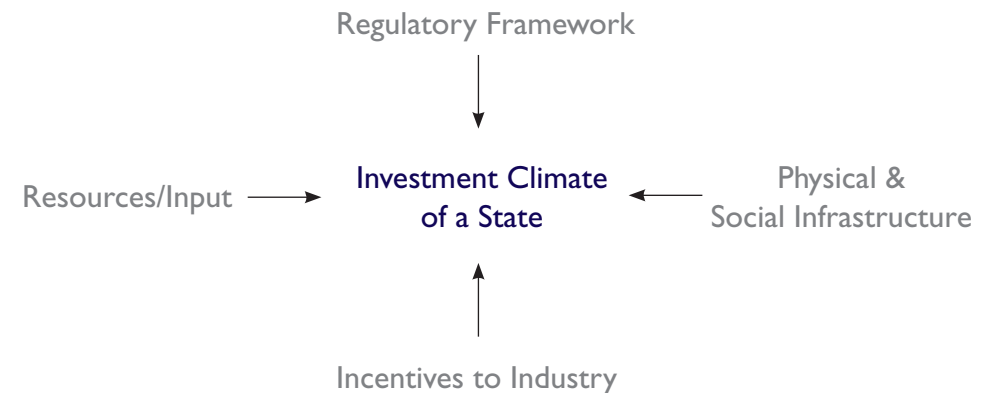 Regulatory Framework
Resources/Input
Investment Climate
of a State
Physical &
Social Infrastructure
Incentives to Industry